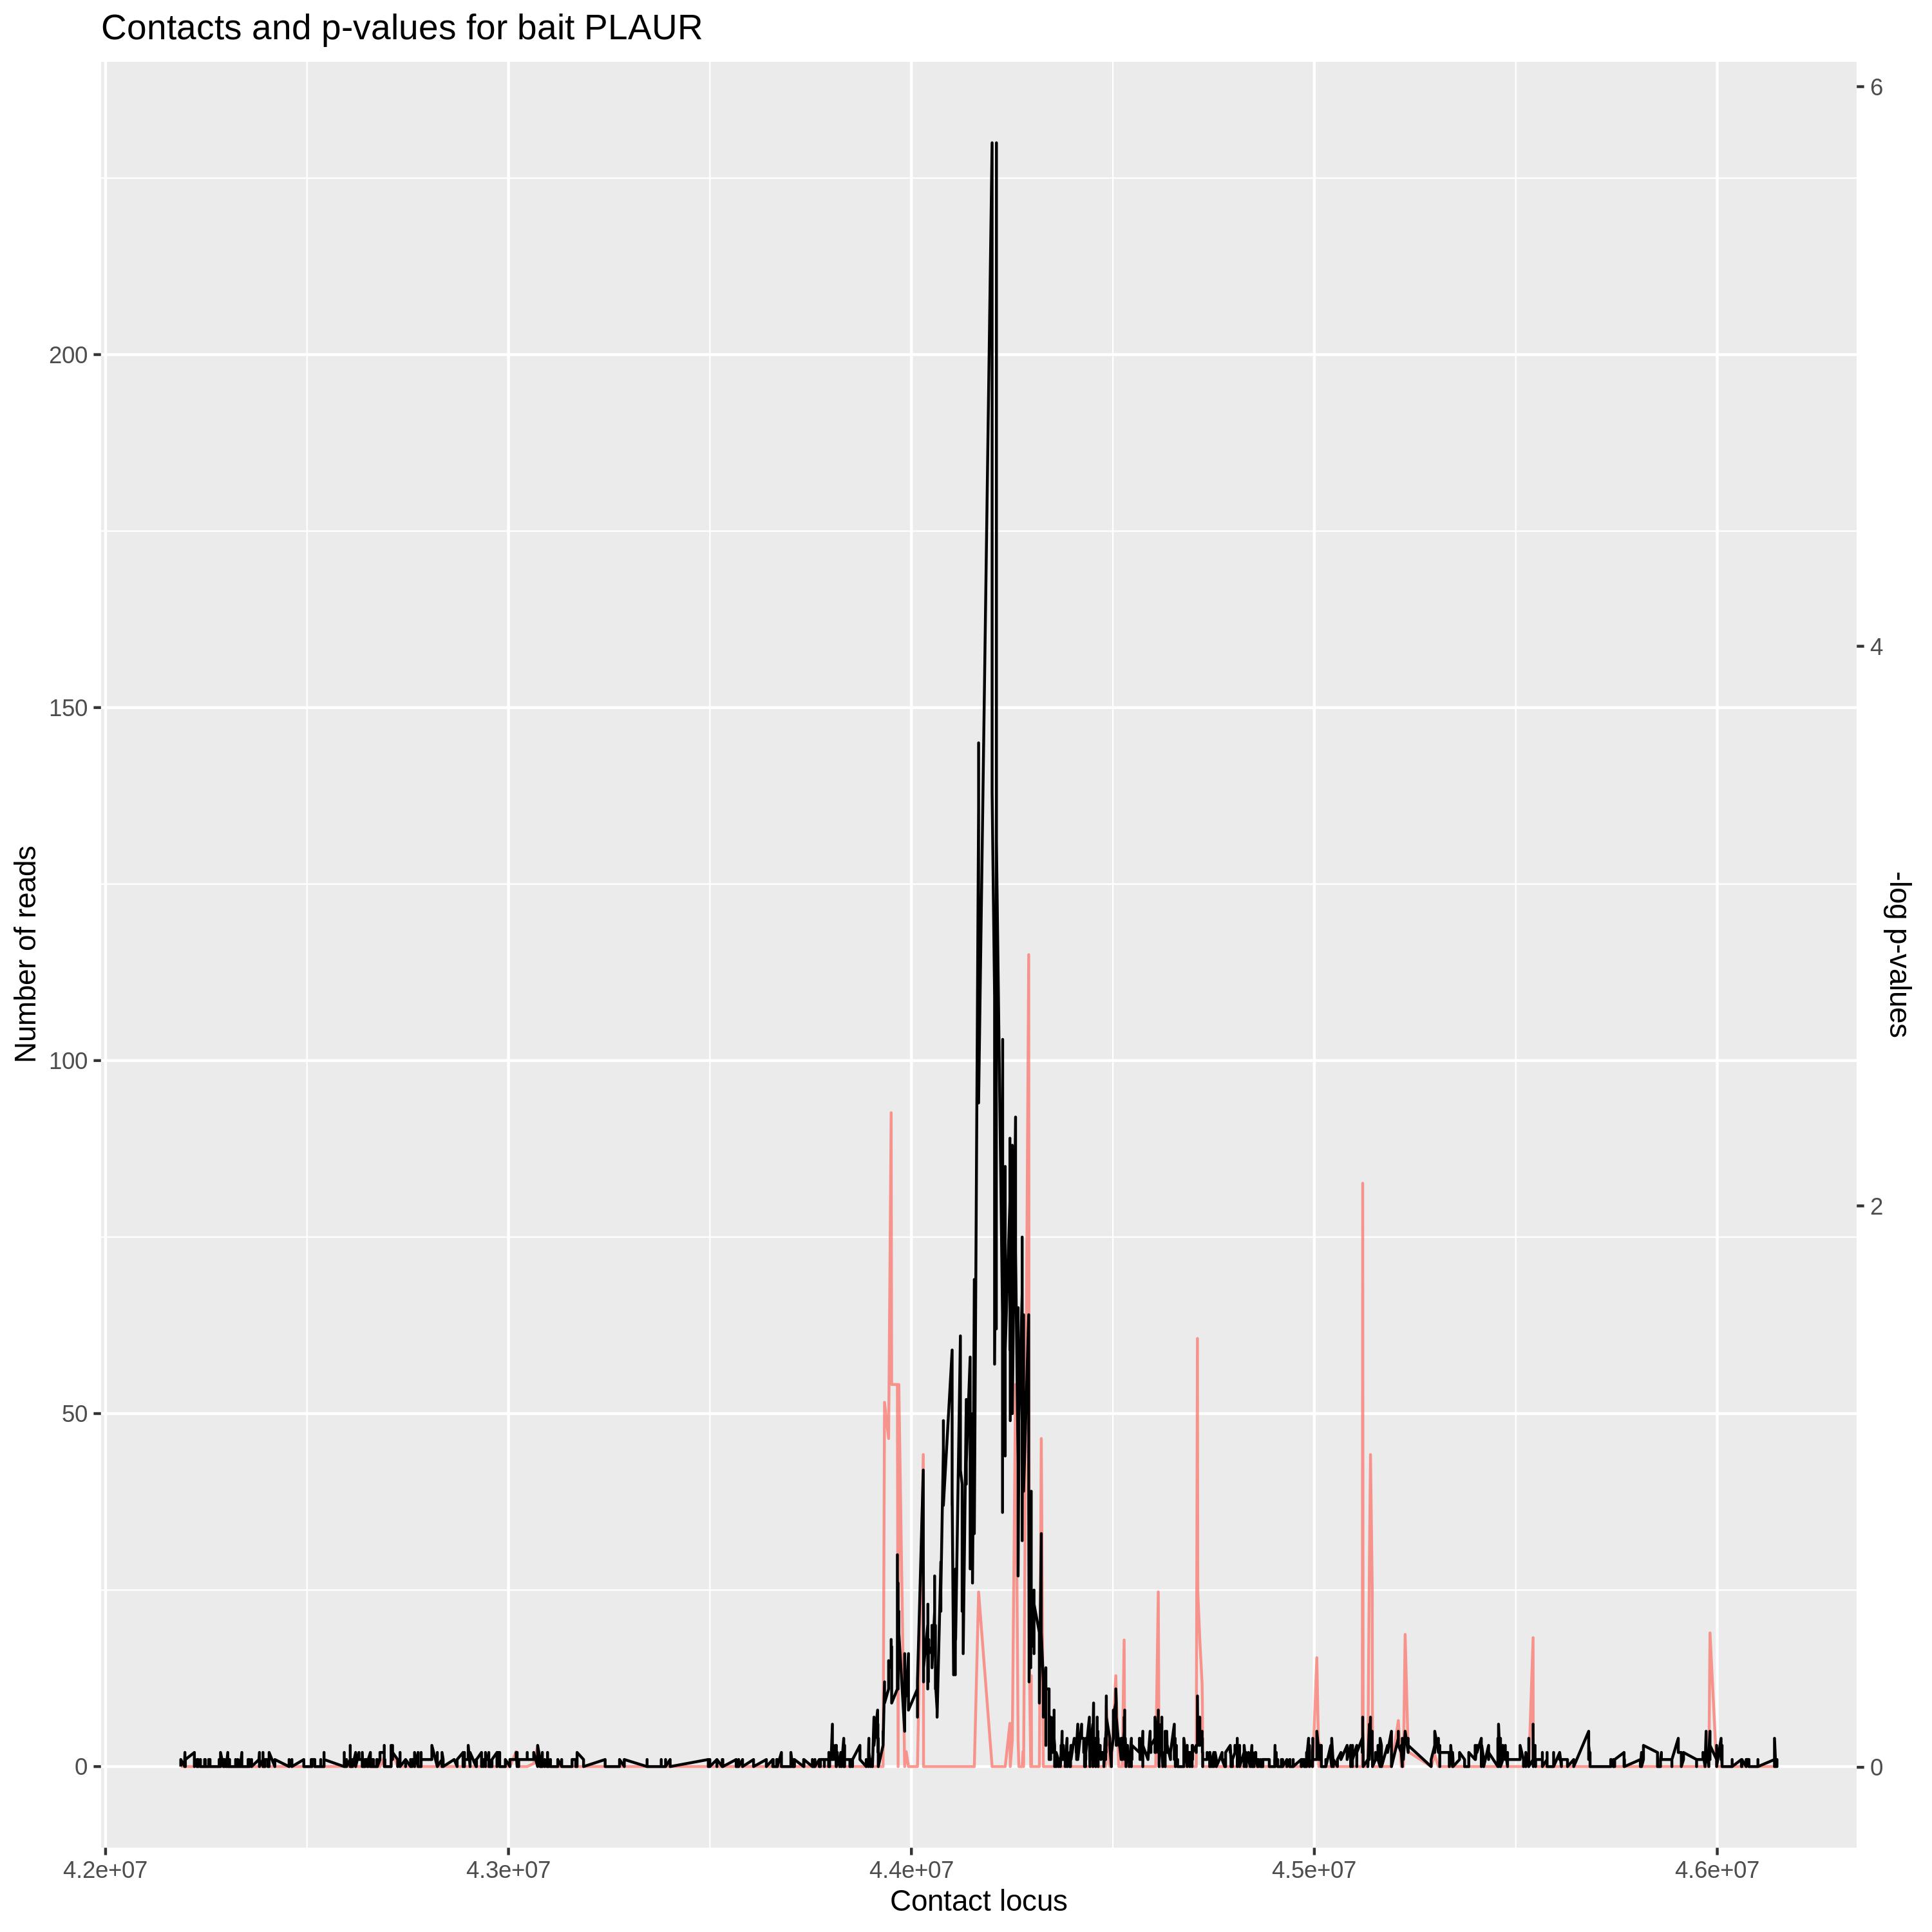 Contacts and p-values for bait PLAUR
Number of reads
200
150
100
50
0
6
4
2
0
-log p-values
4.2e+07 4.3e+07 4.4e+07 4.5e+07 4.6e+07
Contact locus